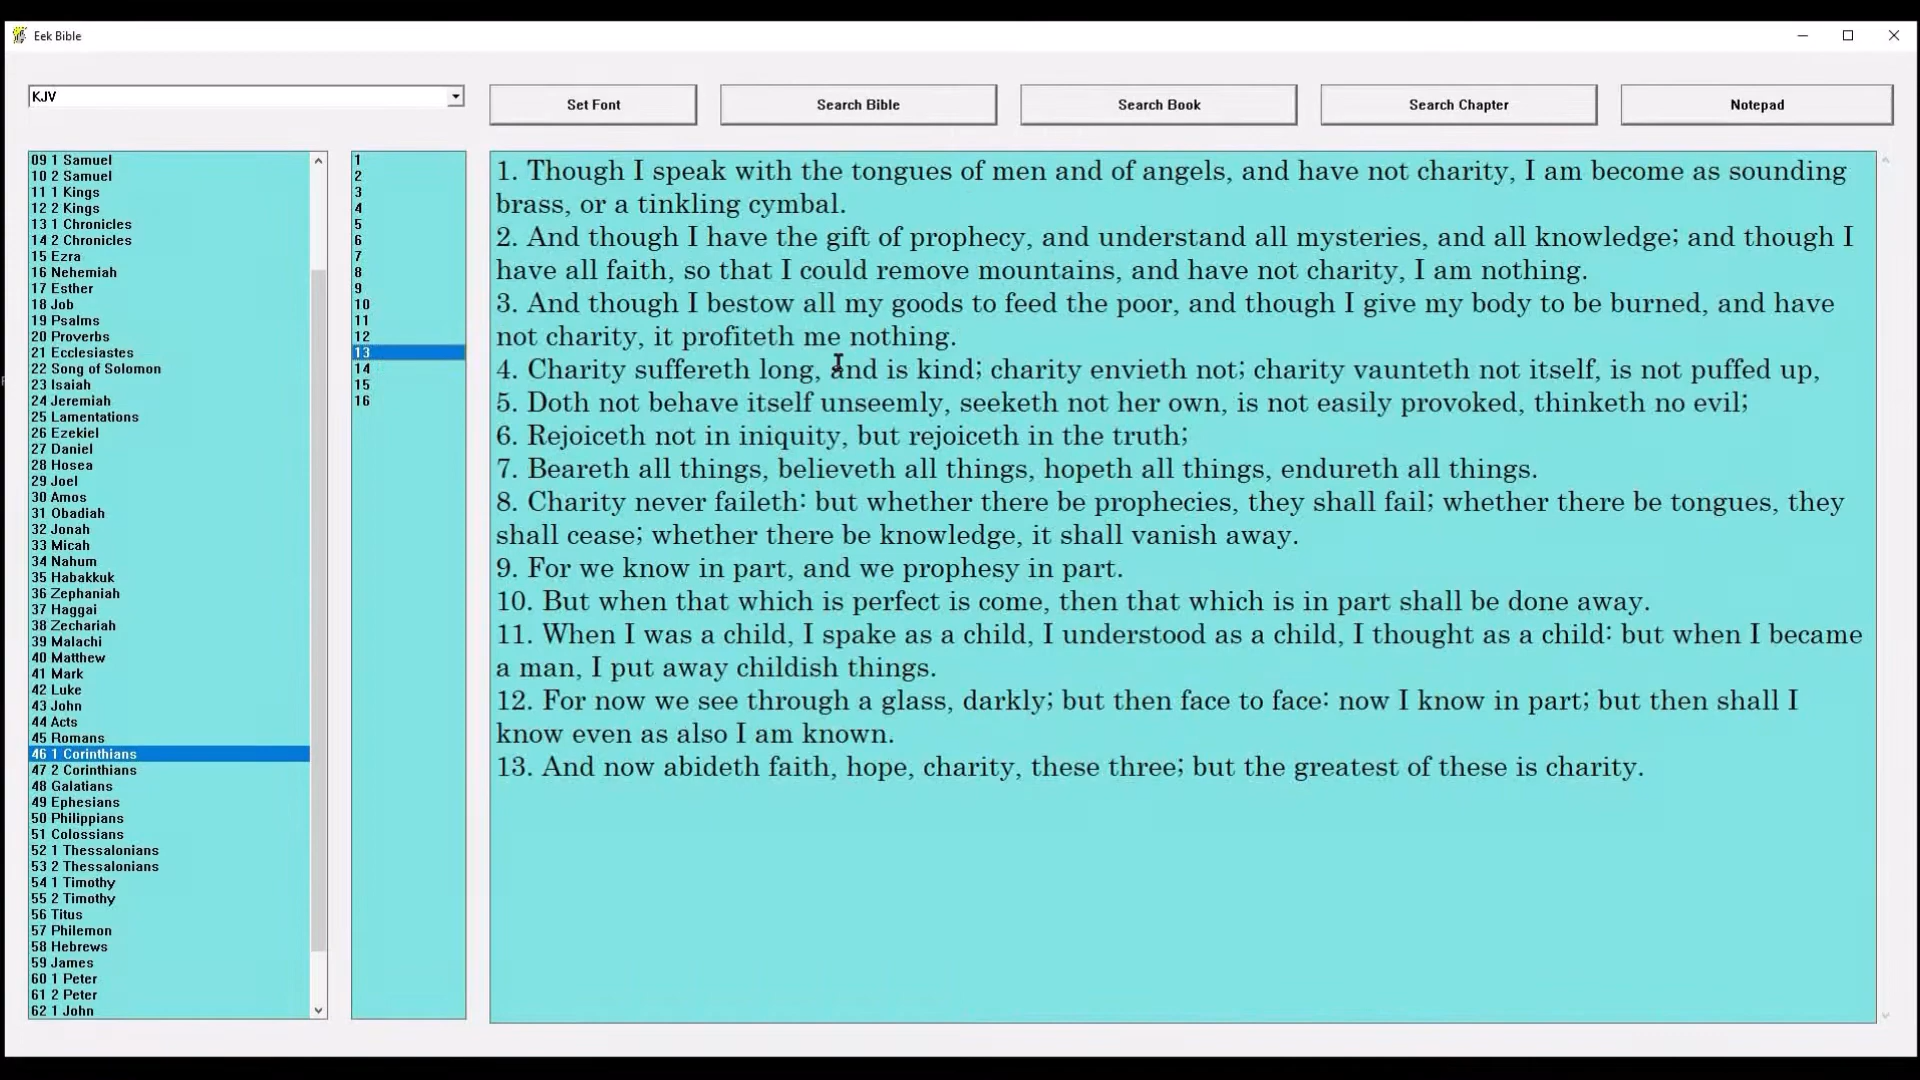 Eek Bible
KJV
Set Font
Search Bible
Search Book
Search Chapter
Notepad
09 1 Samuel
10 2 Samuel
11 1 Kings
12 2 Kings
13 1 Chronicles
14 2 Chronicles
15 Ezra
16 Nehemiah
17 Esther
18 Job
19 Psalms
20 Proverbs
21 Ecclesiastes
22 Song of Solomon
23 Isaiah
24 Jeremiah
25 Lamentations
26 Ezekiel
27 Daniel
28 Hosea
29 Joel
30 Amos
31 Obadiah
32 Jonah
33 Micah
34 Nahum
35 Habakkuk
36 Zephaniah
37 Haggai
38 Zechariah
39 Malachi
40 Matthew
41 Mark
42 Luke
43 John
44 Acts
45 Romans
46 1 Corinthians
47 2 Corinthians
48 Galatians
49 Ephesians
50 Philippians
51 Colossians
52 1 Thessalonians
53 2 Thessalonians
54 1 Timothy
55 2 Timothy
56 Titus
57 Philemon
58 Hebrews
59 James
60 1 Peter
61 2 Peter
62 1 John
1
2
3
4
5
6
7
8
9
10
11
12
13
14
15
16
1. Though I speak with the tongues of men and of angels, and have not charity, I am become as sounding
brass, or a tinkling cymbal.
2. And though I have the gift of prophecy, and understand all mysteries, and all knowledge; and though I
have all faith, so that I could remove mountains, and have not charity, I am nothing.
3. And though I bestow all my goods to feed the poor, and though I give my body to be burned, and have
not charity, it profiteth me nothing.
4. Charity suffereth long, and is kind; charity envieth not; charity vaunteth not itself, is not puffed up,
5. Doth not behave itself unseemly, seeketh not her own, is not easily provoked, thinketh no evil;
6. Rejoiceth not in iniquity, but rejoiceth in the truth;
7. Beareth all things, believeth all things, hopeth all things, endureth all things.
8. Charity never faileth: but whether there be prophecies, they shall fail; whether there be tongues, they
shall cease; whether there be knowledge, it shall vanish away.
9. For we know in part, and we prophesy in part.
10. But when that which is perfect is come, then that which is in part shall be done away.
11. When I was a child, I spake as a child, I understood as a child, I thought as a child: but when I became
a man, I put away childish things.
12. For now we see through a glass, darkly; but then face to face: now I know in part; but then shall I
know even as also I am known.
13. And now abideth faith, hope, charity, these three; but the greatest of these is charity.